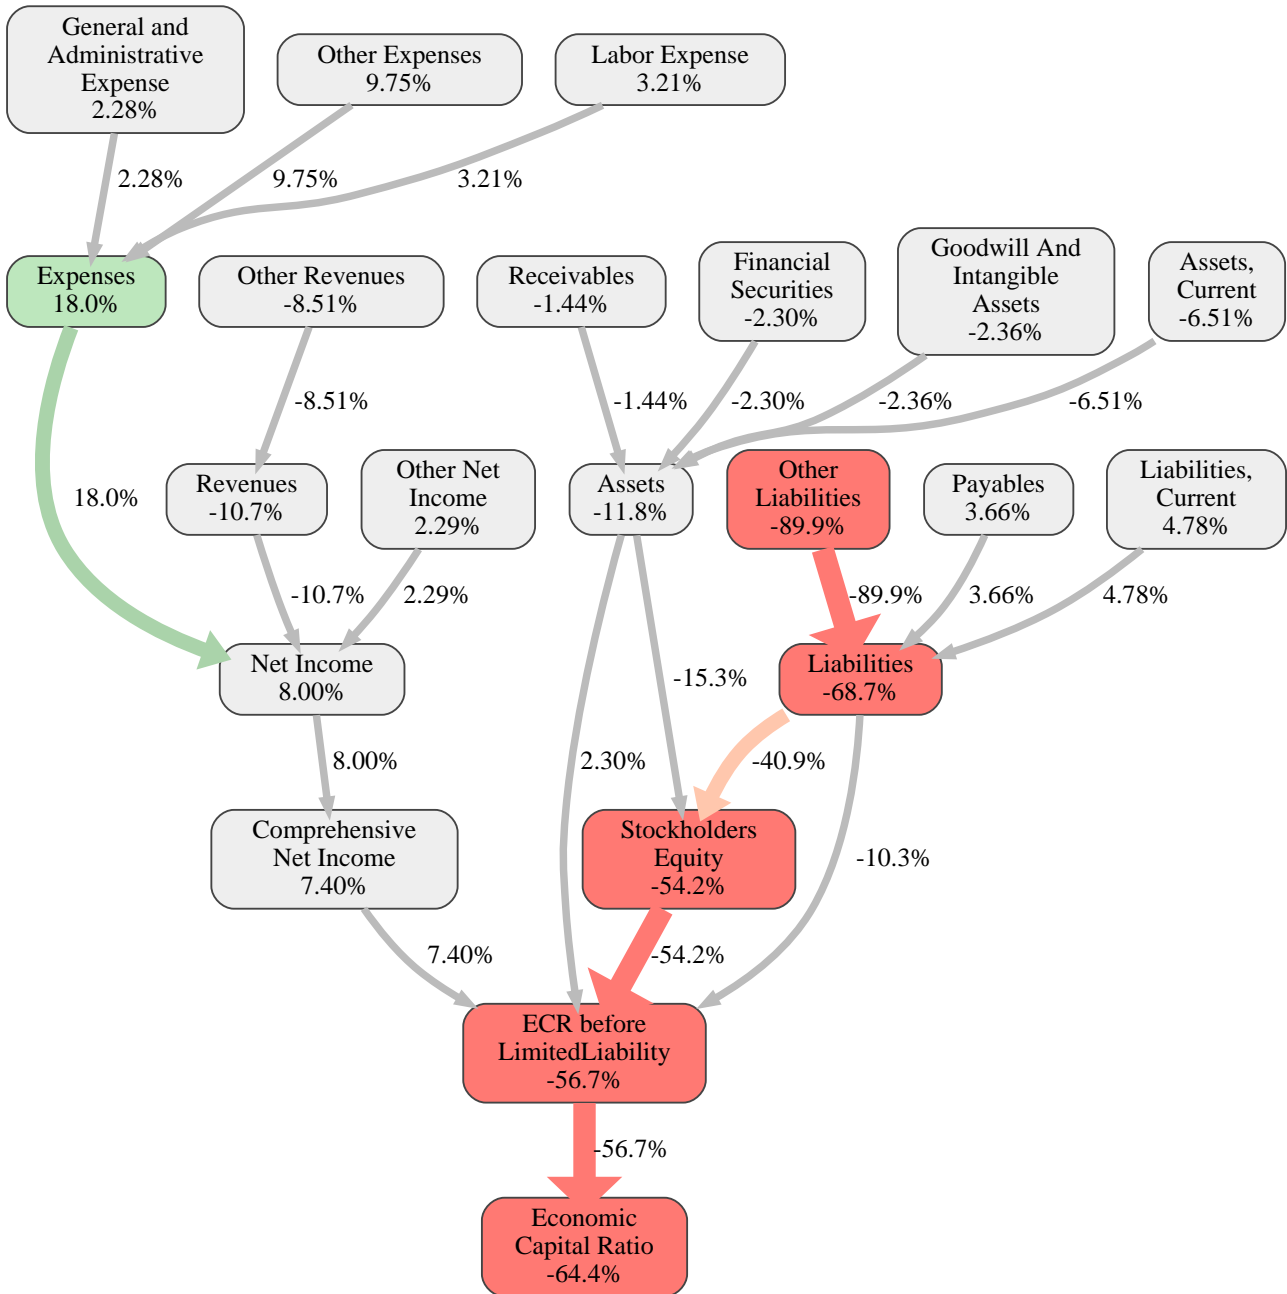 General and
Administrative
Expense
2.28%
Other Expenses
9.75%
Labor Expense
3.21%
2.28%
9.75%
3.21%
Expenses
18.0%
Other Revenues
-8.51%
Receivables
-1.44%
Financial
Securities
-2.30%
Goodwill And
Intangible
Assets
-2.36%
Assets,
Current
-6.51%
-8.51%
-1.44%
-2.30%
-2.36%
-6.51%
18.0%
Revenues
-10.7%
Other Net
Income
2.29%
Assets
-11.8%
Other
Liabilities
-89.9%
Payables
3.66%
Liabilities,
Current
4.78%
-10.7%
2.29%
-89.9%
3.66%
4.78%
Net Income
8.00%
-15.3%
Liabilities
-68.7%
8.00%
2.30%
-40.9%
Comprehensive
Net Income
7.40%
Stockholders
Equity
-54.2%
-10.3%
7.40%
-54.2%
ECR before
LimitedLiability
-56.7%
-56.7%
Economic
Capital Ratio
-64.4%